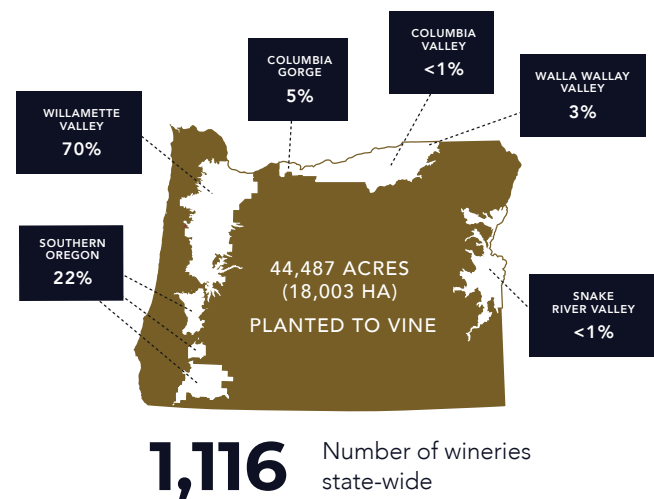 COLUMBIA
VALLEY
<1%
COLUMBIA
GORGE
5%
WALLA WALLAY
VALLEY
3%
WILLAMETTE
VALLEY
70%
SOUTHERN
OREGON
22%
44,487 ACRES
(18,003 HA)
PLANTED TO VINE
SNAKE
RIVER VALLEY
<1%
1,116
Number of wineries
state-wide